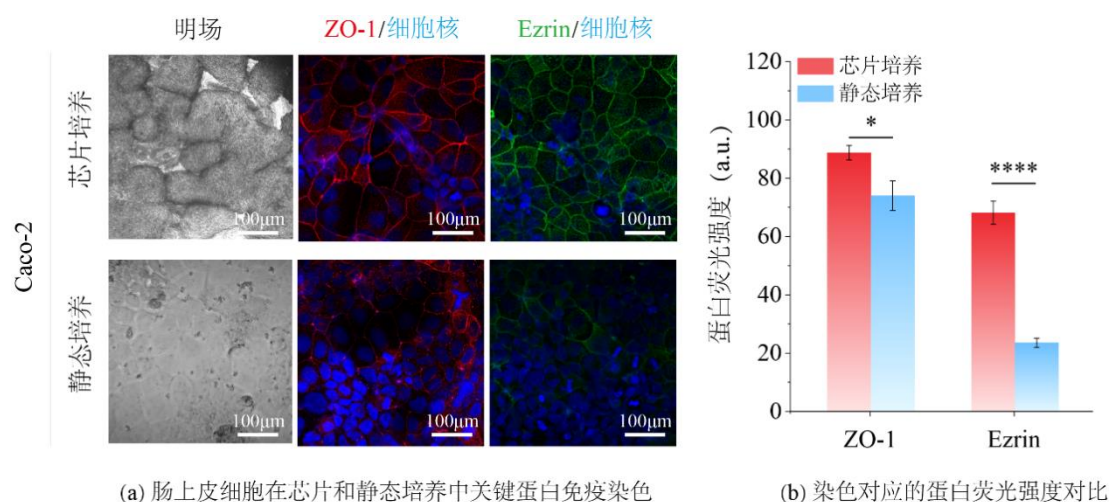 (a)
明场
ZO-1/细胞核
Ezrin/细胞核
Caco-2
芯片培养
100μm
100μm
100μm
静态培养
100μm
100μm
100μm
(a) 肠上皮细胞在芯片和静态培养中关键蛋白免疫染色
(b)
芯片培养
静态培养
蛋白荧光强度 (a.u.)
120
100
80
60
40
20
0
*
****
ZO-1
Ezrin
(b) 染色对应的蛋白荧光强度对比